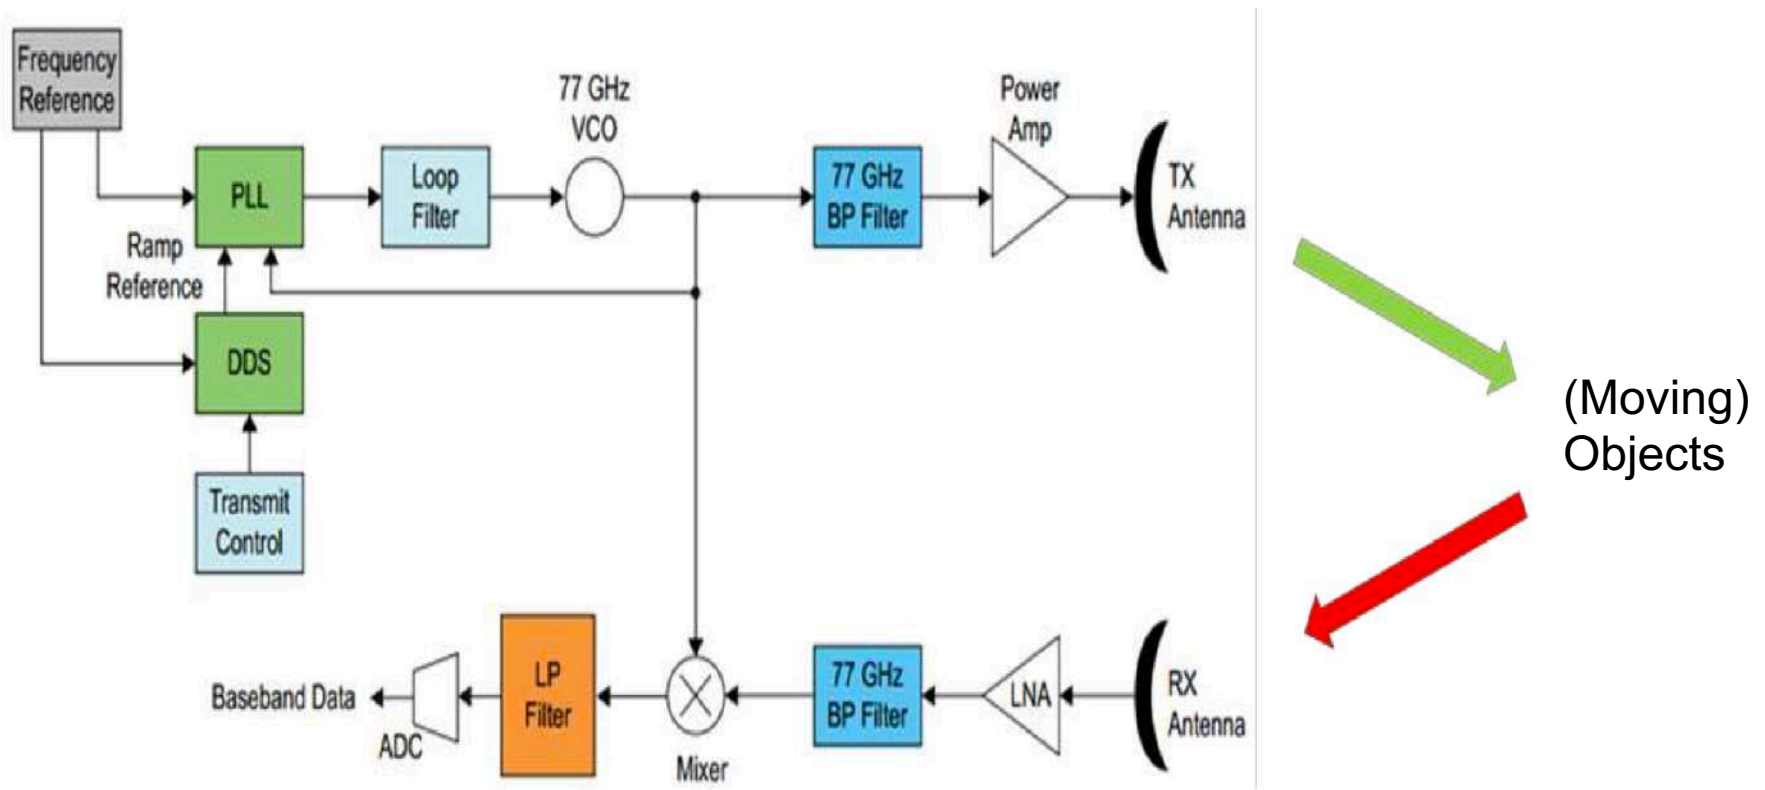 Frequency
Reference
77 GHz
VCO
Power
Amp
PLL
Loop
Filter
77 GHz
BP Filter
TX
Antenna
Ramp
Reference
DDS
(Moving)
Objects
Transmit
Control
Baseband Data
ADC
LP
Filter
Mixer
77 GHz
BP Filter
LNA
RX
Antenna